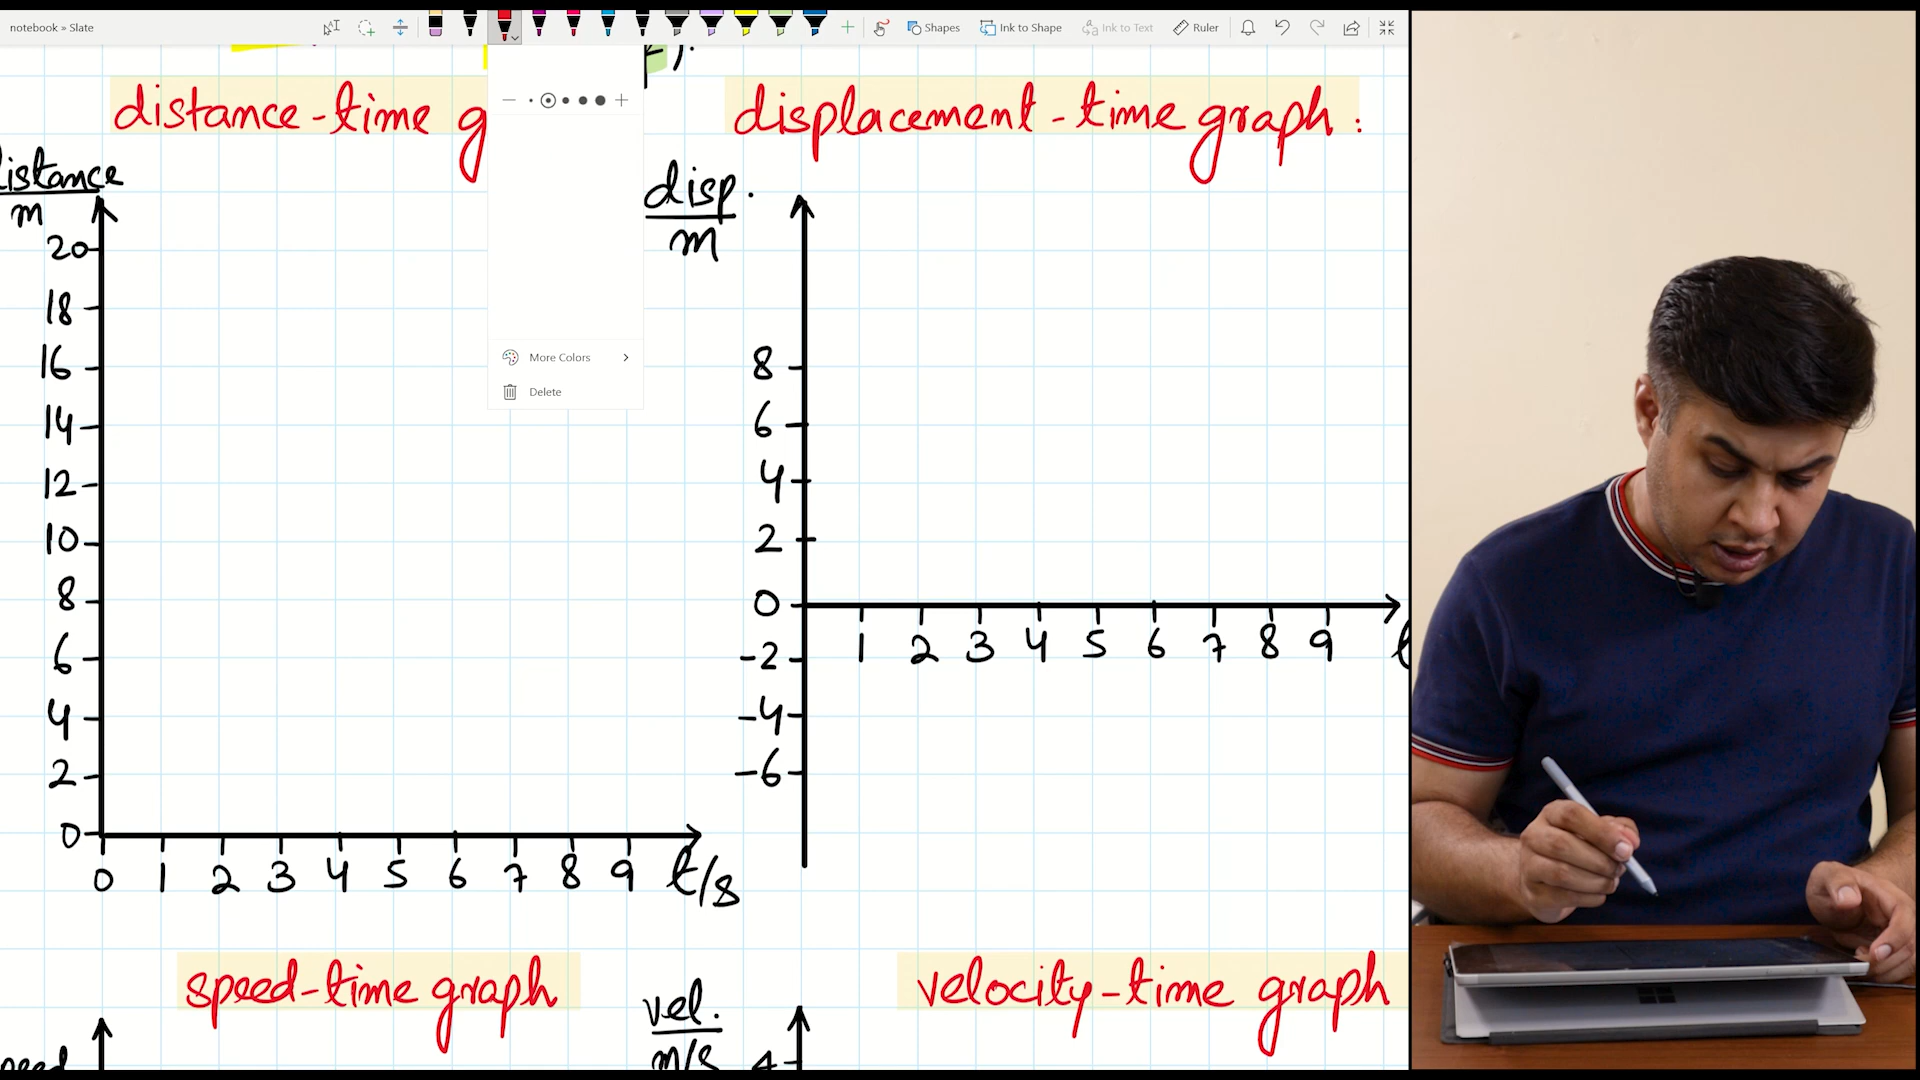 notebook » Slate
Shapes
Ink to Shape
Ink to Text
Ruler
distance-time g
displacement-time graph:
More Colors
Delete
distance
m
20
18
16
14
12
10
8
6
4
2
0
0 1 2 3 4 5 6 7 8 9 t/s
disp.
m
8
6
4
2
0
1 2 3 4 5 6 7 8 9 t
-2
-4
-6
speed-time graph
velocity-time graph
vel.
m/s
4